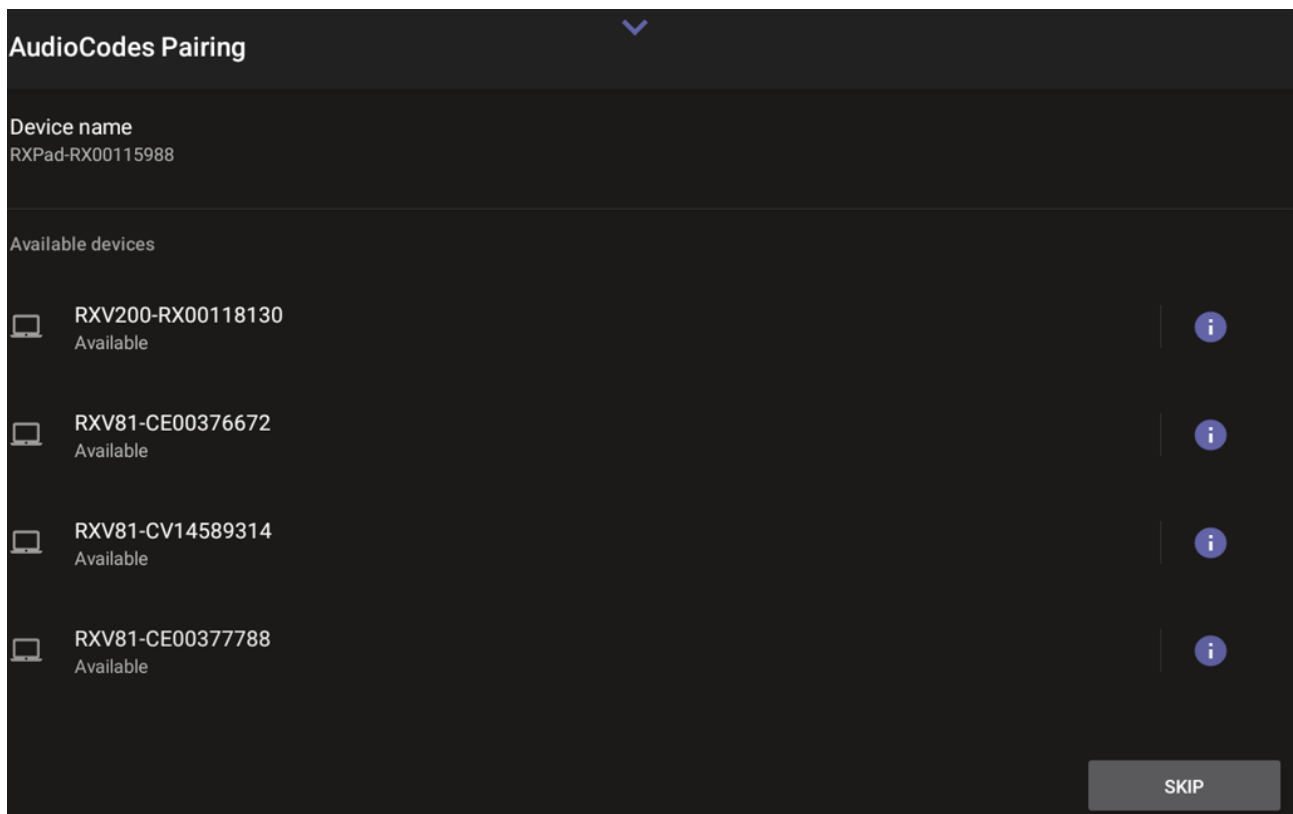 AudioCodes Pairing
Device name
RXPad-RX00115988
Available devices
RXV200-RX00118130
Available
RXV81-CE00376672
Available
RXV81-CV14589314
Available
RXV81-CE00377788
Available
SKIP